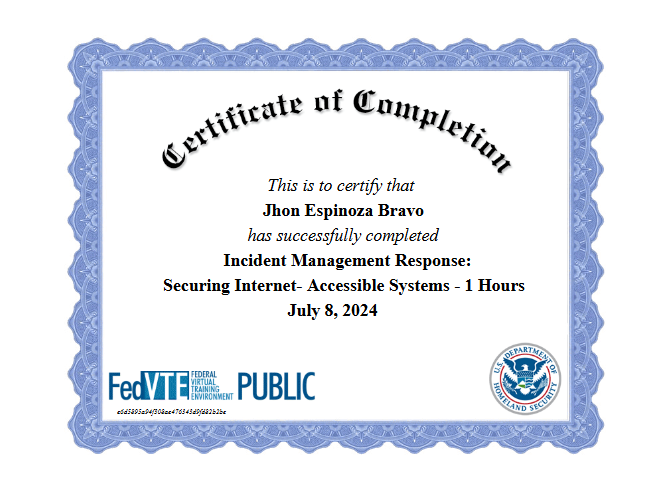 Certificate of Completion
This is to certify that
Jhon Espinoza Bravo
has successfully completed
Incident Management Response:
Securing Internet- Accessible Systems - 1 Hours
July 8, 2024
FedVTE FEDERAL VIRTUAL TRAINING ENVIRONMENT PUBLIC
U.S. DEPARTMENT OF HOMELAND SECURITY